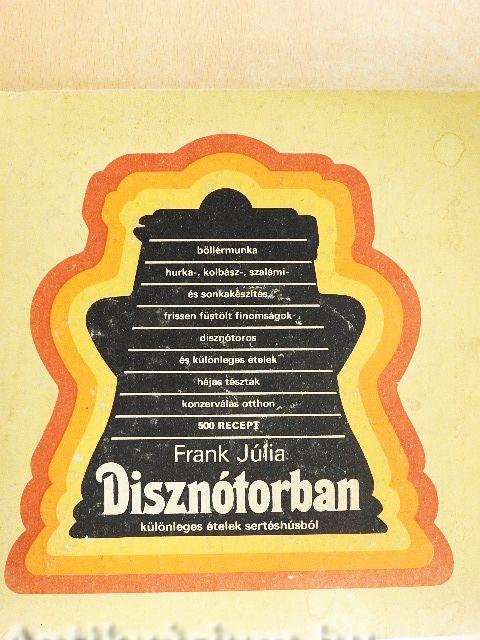 böllérmunka
hurka-, kolbász-, szalámi-
és sonkakészítés
frissen füstölt finomságok
disznótoros
és különleges ételek
hájas tészták
konzerválás otthon
500 RECEPT
Frank Júlia
Disznótorban
különleges ételek sertéshúsból